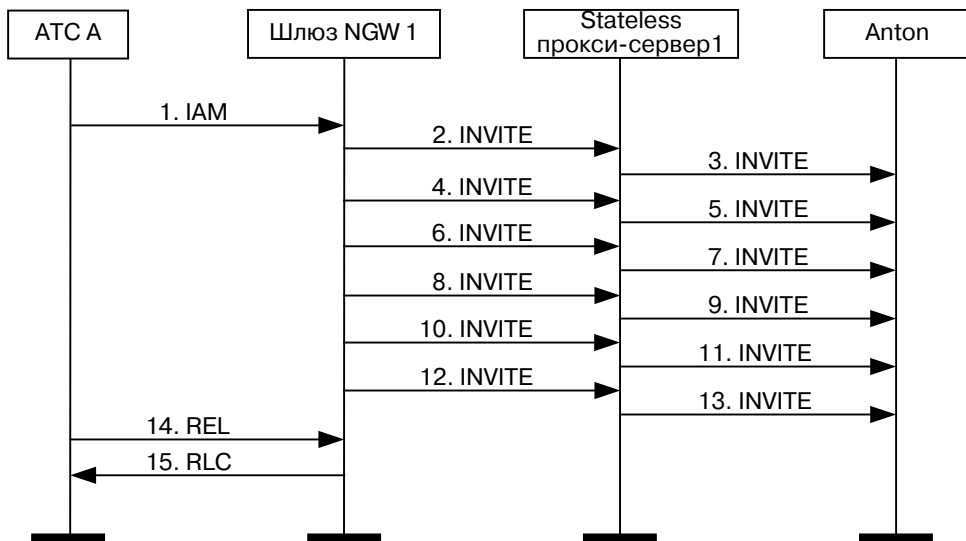 АТС А
Шлюз NGW 1
Stateless
прокси-сервер1
Anton
1. IAM
2. INVITE
3. INVITE
4. INVITE
5. INVITE
6. INVITE
7. INVITE
8. INVITE
9. INVITE
10. INVITE
11. INVITE
12. INVITE
13. INVITE
14. REL
15. RLC